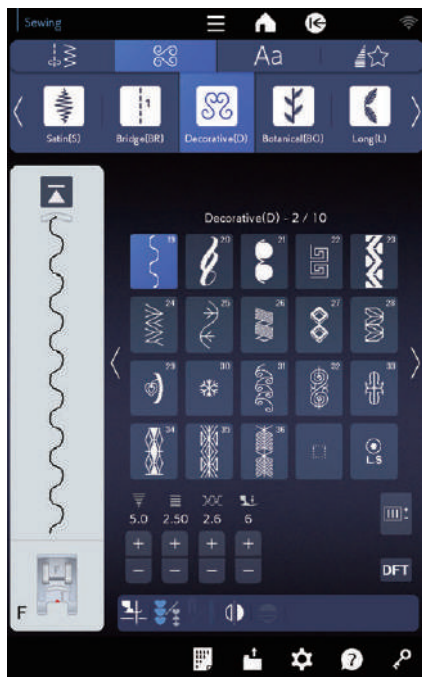 Sewing
Aa
1
Satin(S) Bridge(BR) Decorative(D) Botanical(BO) Long(L)
Decorative(D) - 2 / 10
19 20 21 22 23
24 25 26 27 28
29 30 31 32 33
34 35 36
L.S
5.0 2.50 2.6 6
+ + + +
− − − −
DFT
F
?